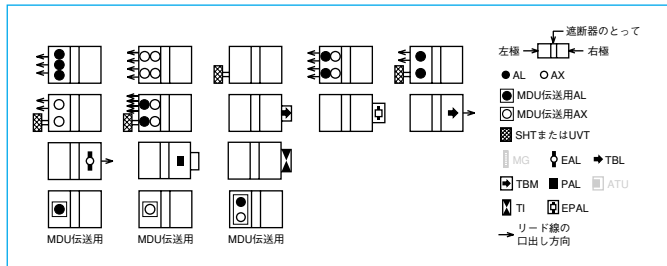 遮断器のとって
左極
右極
AL AX
MDU伝送用AL
MDU伝送用AX
SHTまたはUVT
MG EAL TBL
TBM PAL ATU
TI EPAL
リード線の
口出し方向
MDU伝送用 MDU伝送用 MDU伝送用